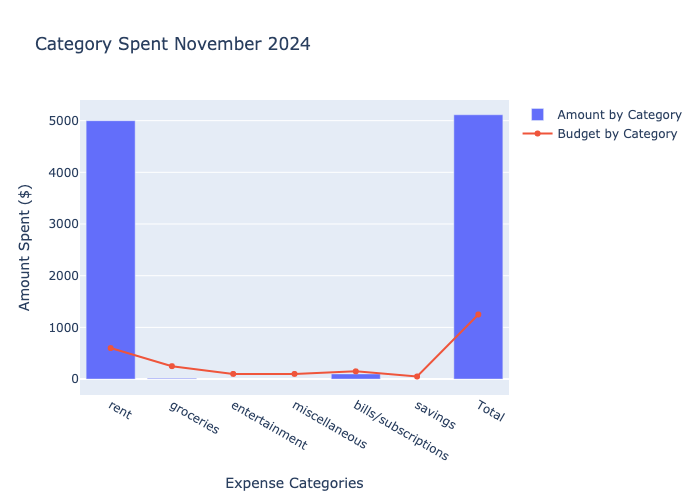 Category Spent November 2024
Amount by Category
Budget by Category
Amount Spent ($)
5000
4000
3000
2000
1000
0
rent
groceries
entertainment
miscellaneous
bills/subscriptions
savings
Total
Expense Categories